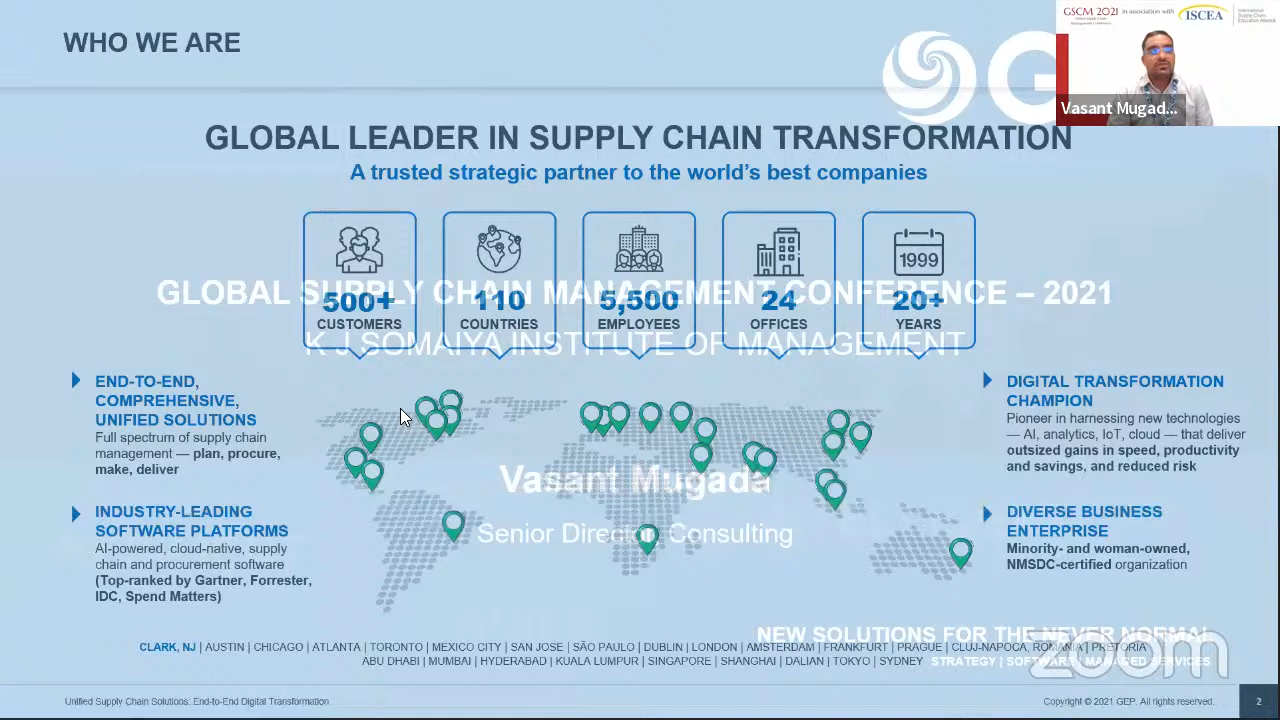 WHO WE ARE
GSCM 2021 in association with ISCEA
Vasant Mugad...
GLOBAL LEADER IN SUPPLY CHAIN TRANSFORMATION
A trusted strategic partner to the world's best companies
1999
500+ 110 5,500 24 20+
CUSTOMERS COUNTRIES EMPLOYEES OFFICES YEARS
GLOBAL SUPPLY CHAIN MANAGEMENT CONFERENCE – 2021
K J SOMAIYA INSTITUTE OF MANAGEMENT
END-TO-END,
COMPREHENSIVE,
UNIFIED SOLUTIONS
Full spectrum of supply chain
management — plan, procure,
make, deliver
INDUSTRY-LEADING
SOFTWARE PLATFORMS
AI-powered, cloud-native, supply
chain and procurement software
(Top-ranked by Gartner, Forrester,
IDC, Spend Matters)
Vasant Mugada
Senior Director Consulting
DIGITAL TRANSFORMATION
CHAMPION
Pioneer in harnessing new technologies
— AI, analytics, IoT, cloud — that deliver
outsized gains in speed, productivity
and savings, and reduced risk
DIVERSE BUSINESS
ENTERPRISE
Minority- and woman-owned,
NMSDC-certified organization
NEW SOLUTIONS FOR THE NEVER NORMAL
CLARK, NJ | AUSTIN | CHICAGO | ATLANTA | TORONTO | MEXICO CITY | SAN JOSE | SÃO PAULO | DUBLIN | LONDON | AMSTERDAM | FRANKFURT | PRAGUE | CLUJ-NAPOCA, ROMANIA | PRETORIA
ABU DHABI | MUMBAI | HYDERABAD | KUALA LUMPUR | SINGAPORE | SHANGHAI | DALIAN | TOKYO | SYDNEY
STRATEGY | SOFTWARE | MANAGED SERVICES
zoom
Unified Supply Chain Solutions: End-to-End Digital Transformation
Copyright © 2021 GEP. All rights reserved.
2